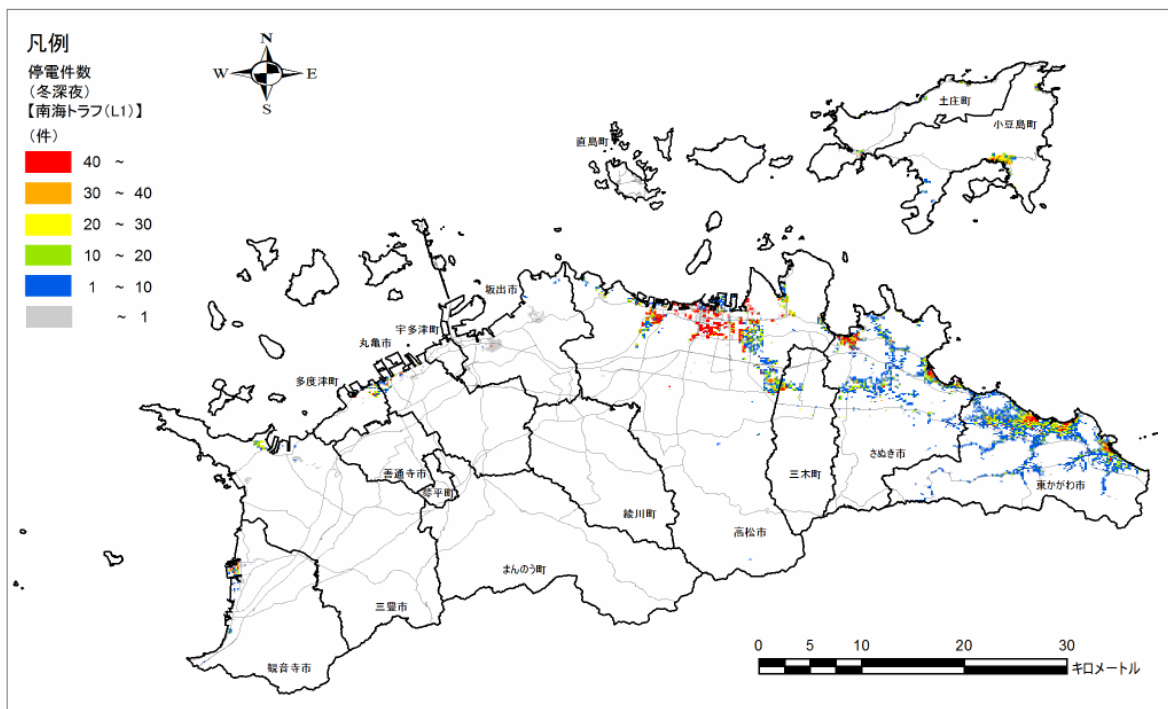 凡例
停電件数
(冬深夜)
【南海トラフ(L1)】
(件)
40 ~
30 ~ 40
20 ~ 30
10 ~ 20
1 ~ 10
~ 1
N
W E
S
土庄町
小豆島町
直島町
坂出市
宇多津町
丸亀市
多度津町
善通寺市
琴平町
三木町
さぬき市
東かがわ市
綾川町
高松市
まんのう町
三豊市
観音寺市
0 5 10 20 30
キロメートル